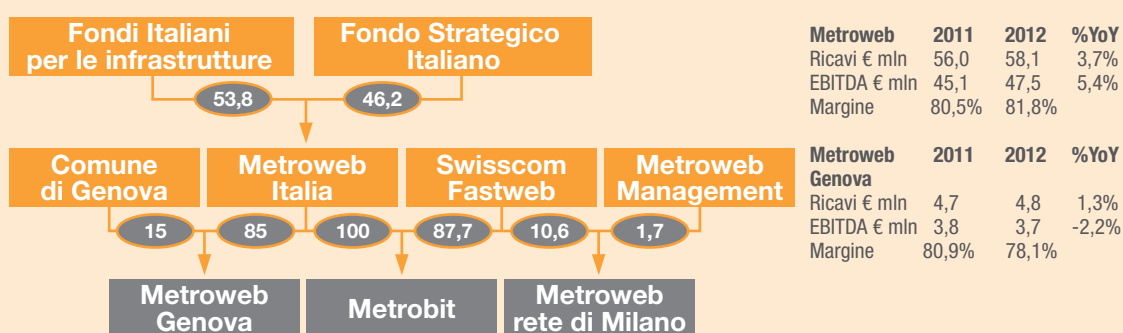 Fondi Italiani
per le infrastrutture
Fondo Strategico
Italiano
53,8
46,2
Comune
di Genova
Metroweb
Italia
Swisscom
Fastweb
Metroweb
Management
15
85
100
87,7
10,6
1,7
Metroweb
Genova
Metrobit
Metroweb
rete di Milano
Metroweb 2011 2012 %YoY
Ricavi € mln 56,0 58,1 3,7%
EBITDA € mln 45,1 47,5 5,4%
Margine 80,5% 81,8%
Metroweb 2011 2012 %YoY
Genova
Ricavi € mln 4,7 4,8 1,3%
EBITDA € mln 3,8 3,7 -2,2%
Margine 80,9% 78,1%